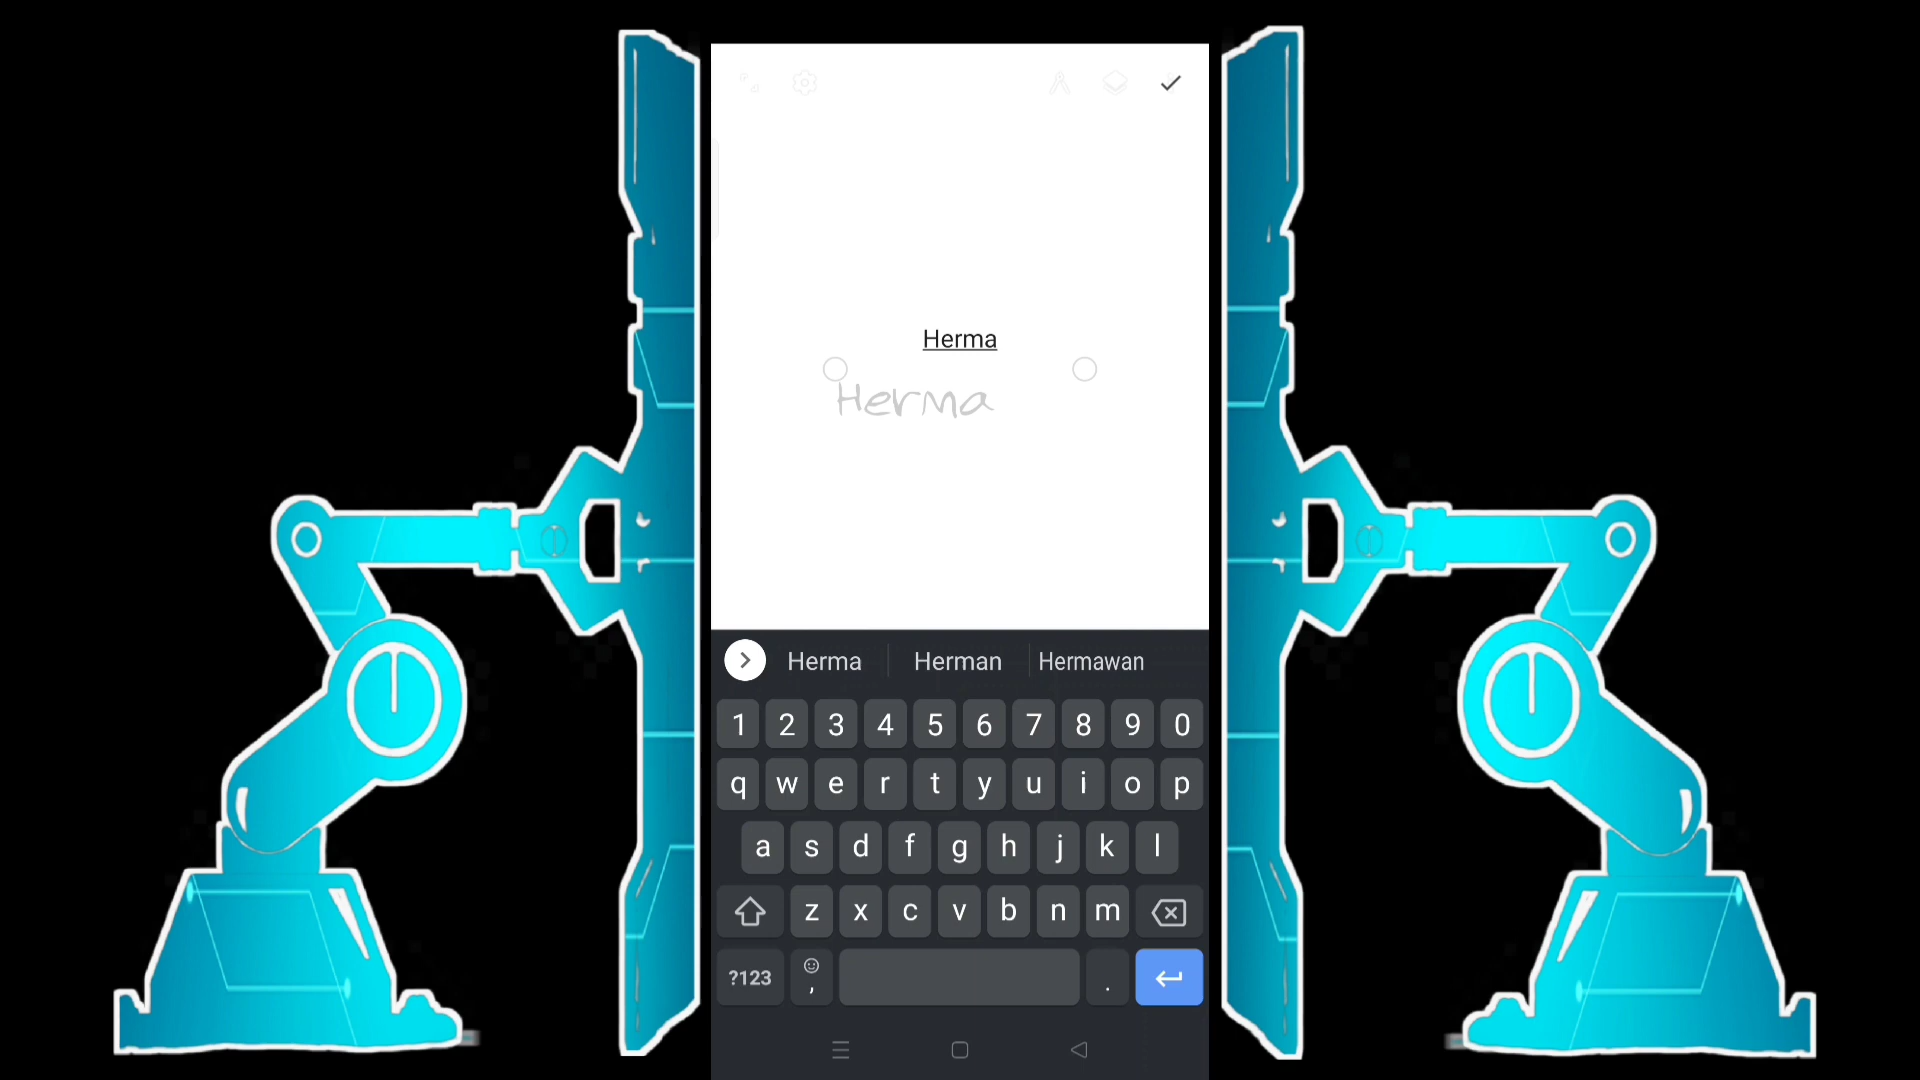 Herma
Herma
Herma Herman Hermawan
1 2 3 4 5 6 7 8 9 0
q w e r t y u i o p
a s d f g h j k l
z x c v b n m
?123 , .